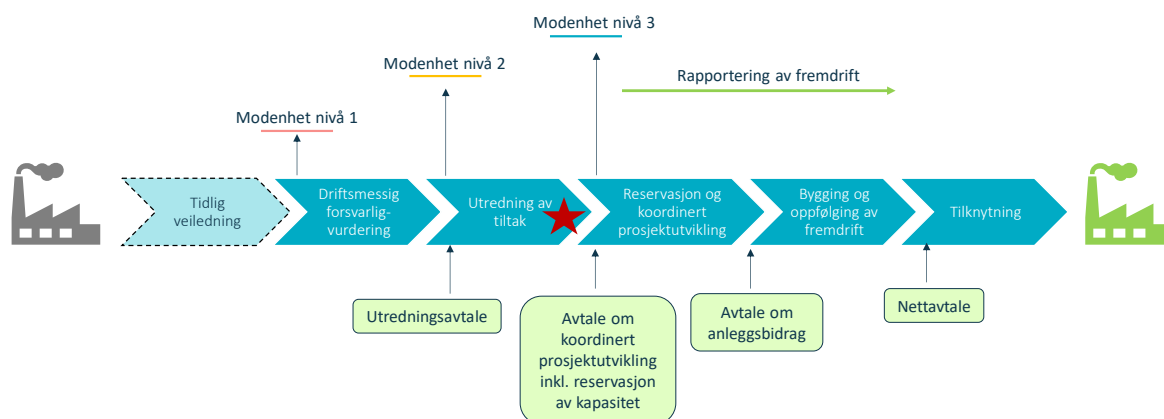 Modenhet nivå 3
Modenhet nivå 2
Rapportering av fremdrift
Modenhet nivå 1
Tidlig
veiledning
Driftsmessig
forsvarlig-
vurdering
Utredning av
tiltak
Reservasjon og
koordinert
prosjektutvikling
Bygging og
oppfølging av
fremdrift
Tilknytning
Utredningsavtale
Avtale om
koordinert
prosjektutvikling
inkl. reservasjon
av kapasitet
Avtale om
anleggsbidrag
Nettavtale